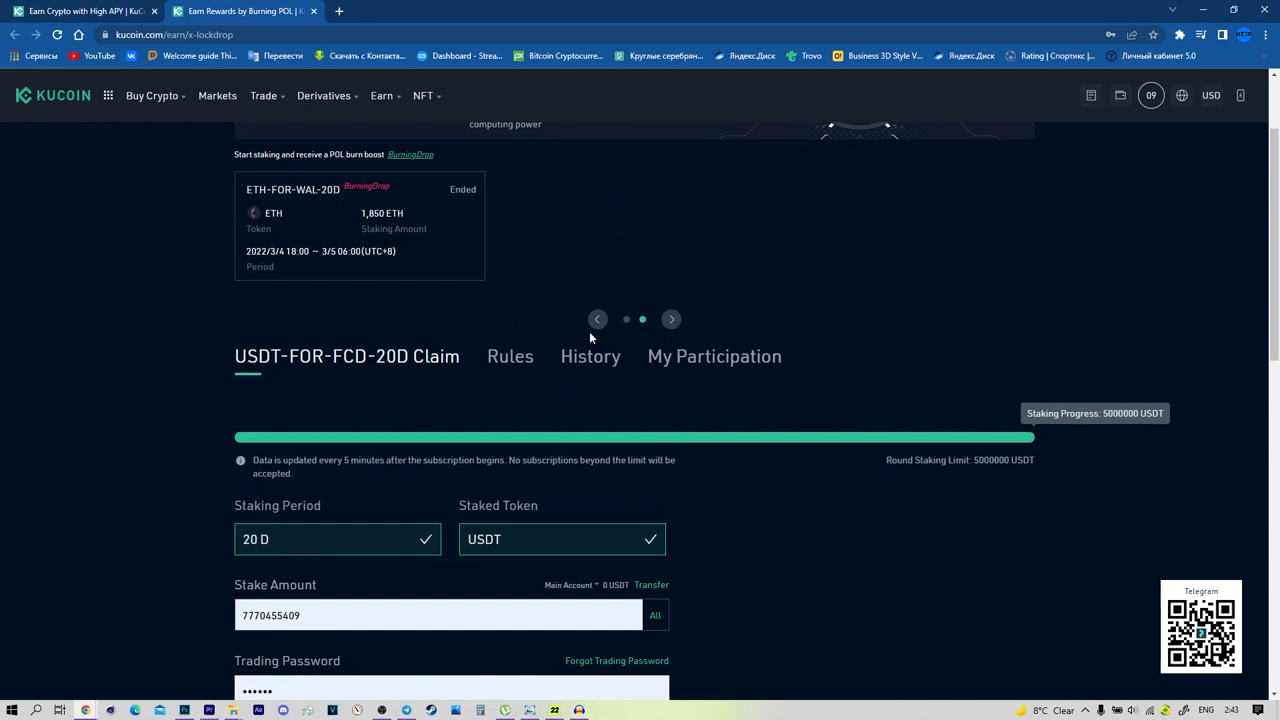 Earn Crypto with High APY | KuC
Earn Rewards by Burning POL | K
kucoin.com/earn/x-lockdrop
Сервисы
Welcome guide Thi...
Перевести
Скачать с Контакта...
Dashboard - Strea...
Bitcoin Cryptocurre...
Круглые серебрян...
Яндекс.Диск
Trovo
Business 3D Style V...
Яндекс.Диск
Rating | Спортикс |...
Личный кабинет 5.0
KUCOIN Buy Crypto Markets Trade Derivatives Earn NFT 09 USD
computing power
Start staking and receive a POL burn boost BurningDrop
ETH-FOR-WAL-20D BurningDrop Ended
ETH 1,850 ETH
Token Staking Amount
2022/3/4 18:00 ~ 3/5 06:00(UTC+8)
Period
USDT-FOR-FCD-20D Claim Rules History My Participation
Staking Progress: 5000000 USDT
Data is updated every 5 minutes after the subscription begins. No subscriptions beyond the limit will be
accepted.
Round Staking Limit: 5000000 USDT
Staking Period Staked Token
20 D USDT
Stake Amount Main Account 0 USDT Transfer
7770455409 All
Trading Password Forgot Trading Password
••••••
Telegram
8°C Clear 2:43